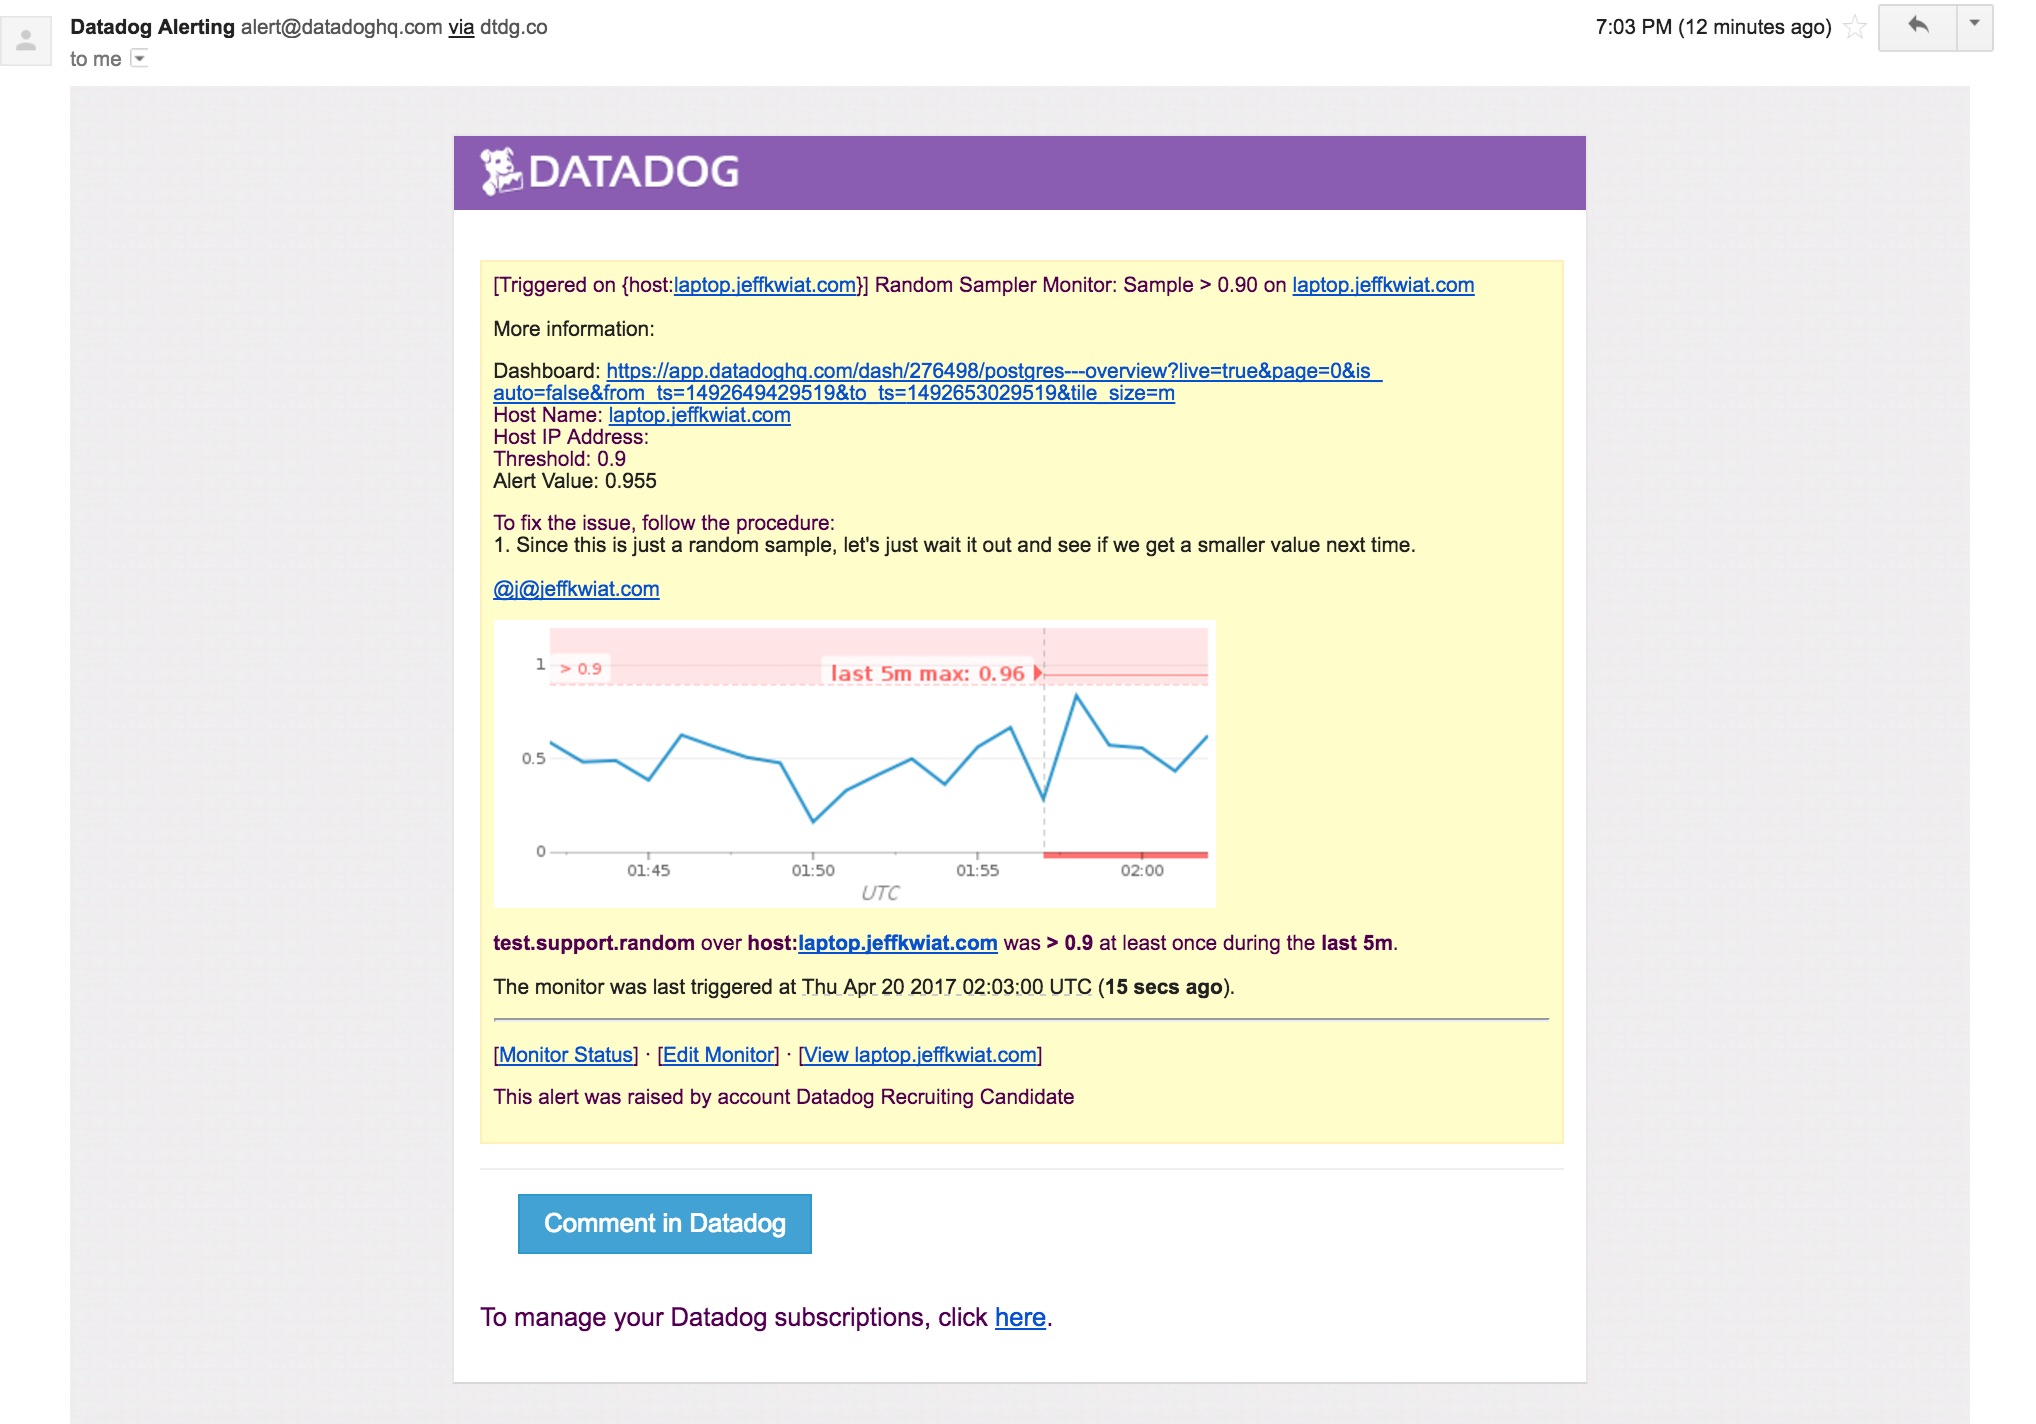 Datadog Alerting alert@datadoghq.com via dtdg.co
7:03 PM (12 minutes ago)
to me
DATADOG
[Triggered on {host:laptop.jeffkwiat.com}] Random Sampler Monitor: Sample > 0.90 on laptop.jeffkwiat.com
More information:
Dashboard: https://app.datadoghq.com/dash/276498/postgres---overview?live=true&page=0&is_
auto=false&from_ts=1492649429519&to_ts=1492653029519&tile_size=m
Host Name: laptop.jeffkwiat.com
Host IP Address:
Threshold: 0.9
Alert Value: 0.955
To fix the issue, follow the procedure:
1. Since this is just a random sample, let's just wait it out and see if we get a smaller value next time.
@j@jeffkwiat.com
1
> 0.9
last 5m max: 0.96
0.5
0
01:45
01:50
01:55
02:00
UTC
test.support.random over host:laptop.jeffkwiat.com was > 0.9 at least once during the last 5m.
The monitor was last triggered at Thu Apr 20 2017 02:03:00 UTC (15 secs ago).
[Monitor Status] · [Edit Monitor] · [View laptop.jeffkwiat.com]
This alert was raised by account Datadog Recruiting Candidate
Comment in Datadog
To manage your Datadog subscriptions, click here.